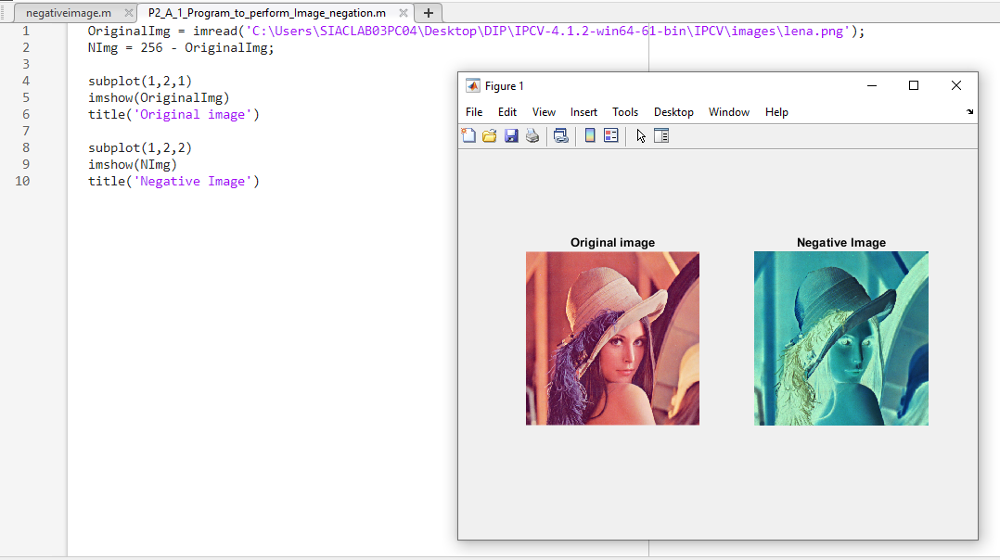 negativeimage.m P2_A_1_Program_to_perform_Image_negation.m
1 OriginalImg = imread('C:\Users\SIACLAB03PC04\Desktop\DIP\IPCV-4.1.2-win64-61-bin\IPCV\images\lena.png');
2 NImg = 256 - OriginalImg;
3
4 subplot(1,2,1)
5 imshow(OriginalImg)
6 title('Original image')
7
8 subplot(1,2,2)
9 imshow(NImg)
10 title('Negative Image')
Figure 1
File Edit View Insert Tools Desktop Window Help
Original image
Negative Image